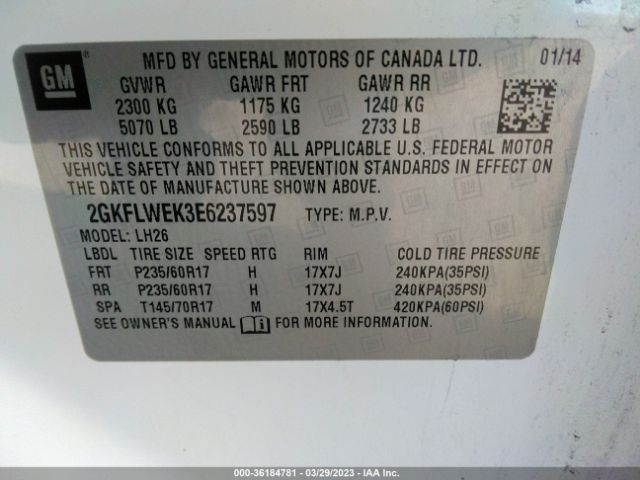 GM ® MFD BY GENERAL MOTORS OF CANADA LTD. 01/14
GVWR GAWR FRT GAWR RR
2300 KG 1175 KG 1240 KG
5070 LB 2590 LB 2733 LB
THIS VEHICLE CONFORMS TO ALL APPLICABLE U.S. FEDERAL MOTOR
VEHICLE SAFETY AND THEFT PREVENTION STANDARDS IN EFFECT ON
THE DATE OF MANUFACTURE SHOWN ABOVE.
2GKFLWEK3E6237597 TYPE: M.P.V.
MODEL: LH26
LBDL TIRE SIZE SPEED RTG RIM COLD TIRE PRESSURE
FRT P235/60R17 H 17X7J 240KPA(35PSI)
RR P235/60R17 H 17X7J 240KPA(35PSI)
SPA T145/70R17 M 17X4.5T 420KPA(60PSI)
SEE OWNER'S MANUAL FOR MORE INFORMATION.
000-36184781 - 03/29/2023 - iaai.com